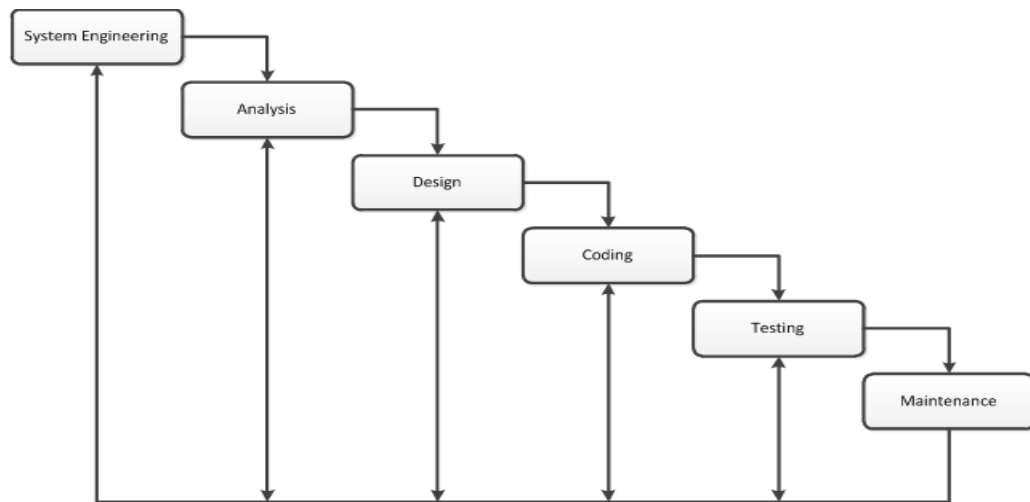 System Engineering
Analysis
Design
Coding
Testing
Maintenance